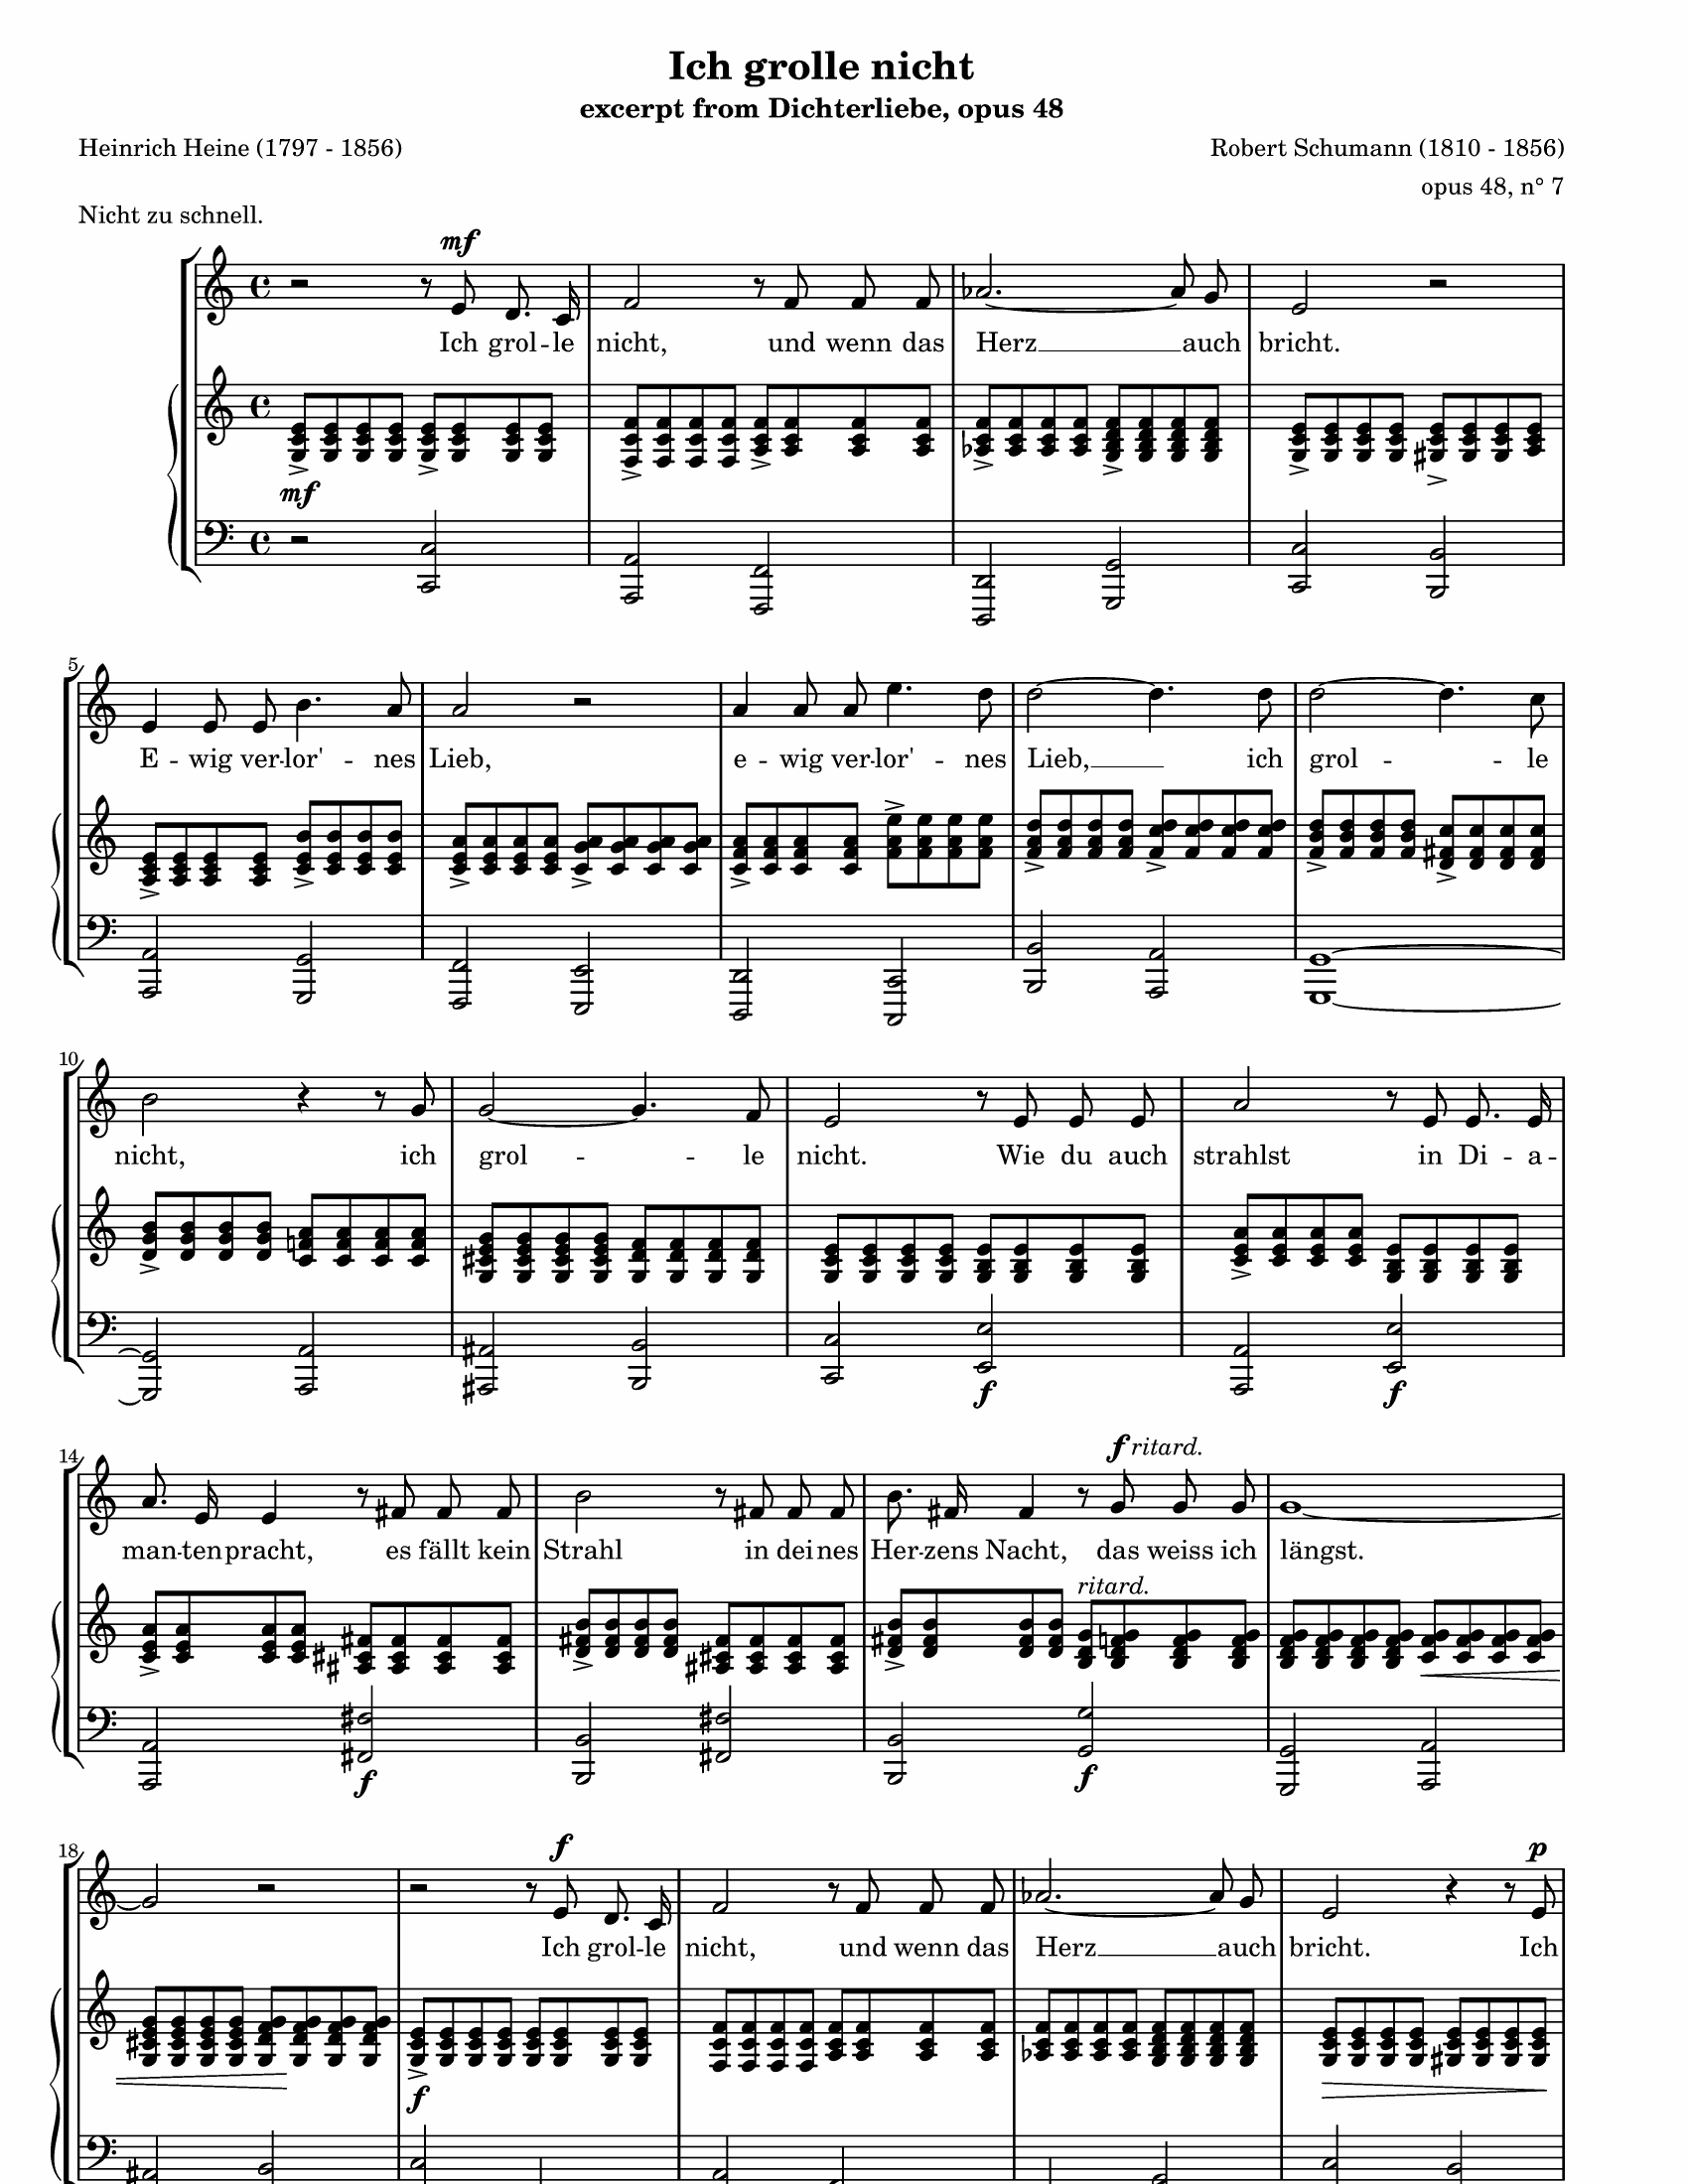 Ich grolle nicht
excerpt from Dichterliebe, opus 48
Heinrich Heine (1797 - 1856)
Robert Schumann (1810 - 1856)
opus 48, n° 7
Nicht zu schnell.
mf
Ich grol -- le nicht, und wenn das Herz __ auch bricht.
mf
5
E -- wig ver -- lor' -- nes Lieb, e -- wig ver -- lor' -- nes Lieb, __ ich grol -- le
10
nicht, ich grol -- le nicht. Wie du auch strahlst in Di -- a --
f f
14
f ritard.
man -- ten -- pracht, es fällt kein Strahl in dei -- nes Her -- zens Nacht, das weiss ich längst.
ritard.
f f
18
f p
Ich grol -- le nicht, und wenn das Herz __ auch bricht. Ich
f